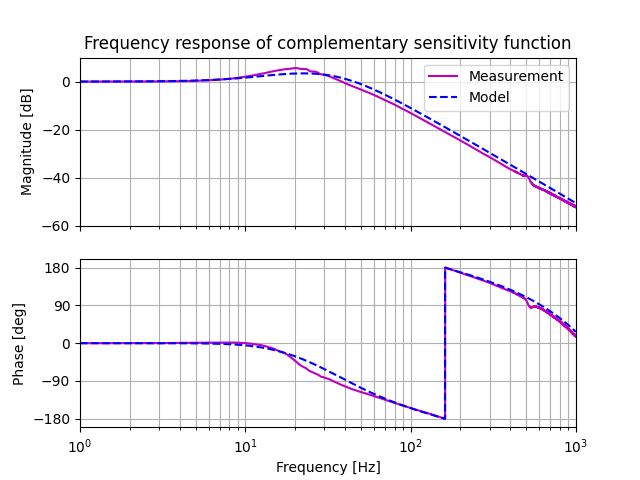 Frequency response of complementary sensitivity function
Measurement
Model
Magnitude [dB]
0
−20
−40
−60
Phase [deg]
180
90
0
−90
−180
10⁰
10¹
10²
10³
Frequency [Hz]